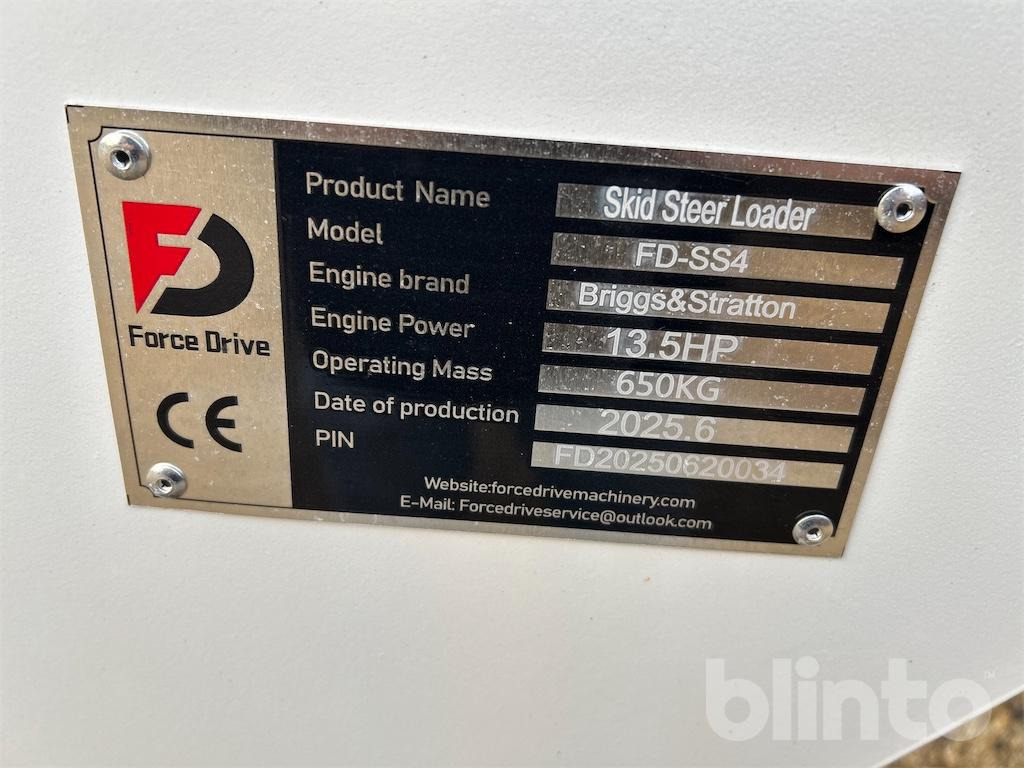 FD
Force Drive
CE
Product Name Skid Steer Loader
Model FD-SS4
Engine brand Briggs&Stratton
Engine Power 13.5HP
Operating Mass 650KG
Date of production 2025.6
PIN FD20250620034
Website:forcedrivemachinery.com
E-Mail: Forcedriveservice@outlook.com
blinto™